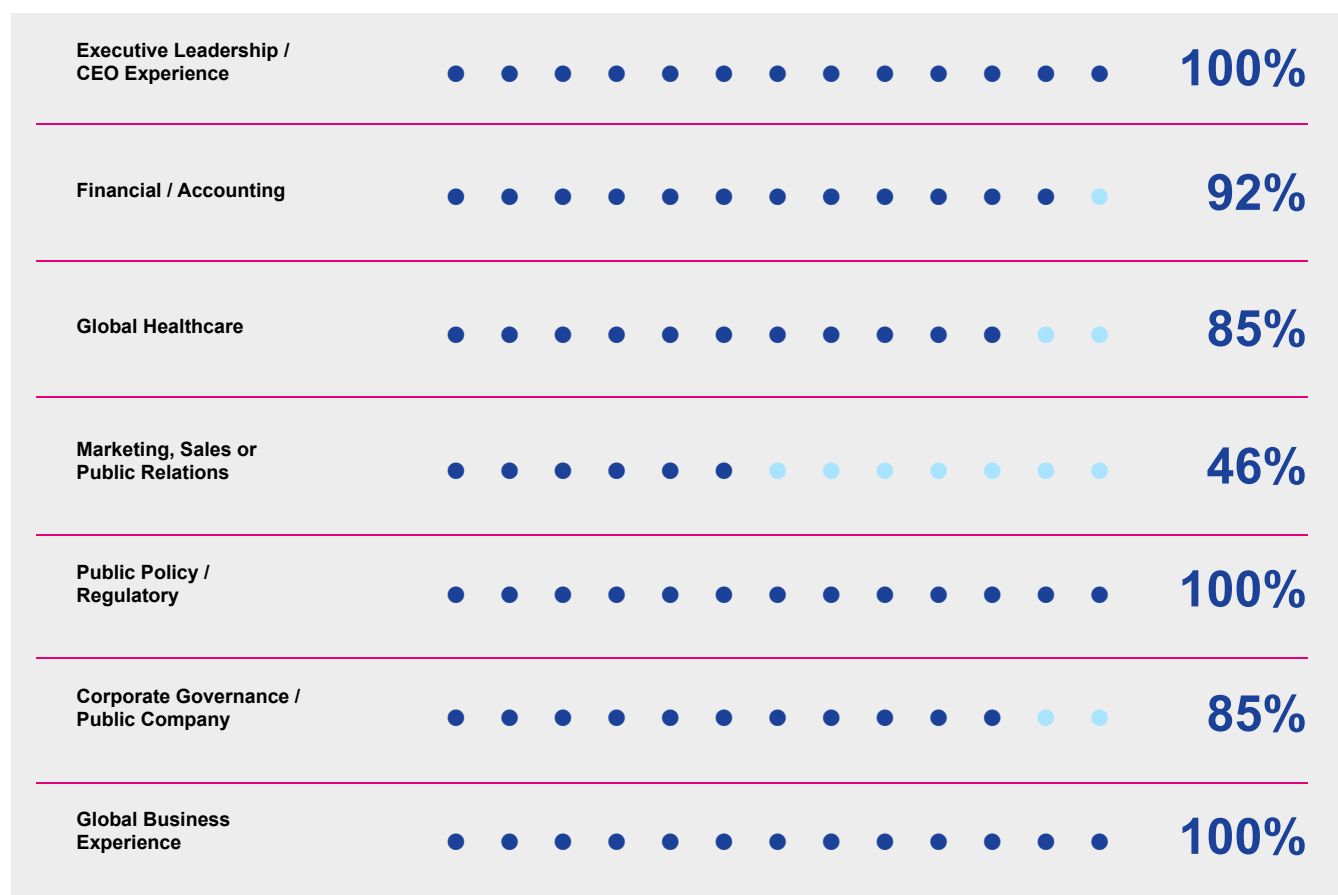 Executive Leadership /
CEO Experience
100%
Financial / Accounting
92%
Global Healthcare
85%
Marketing, Sales or
Public Relations
46%
Public Policy /
Regulatory
100%
Corporate Governance /
Public Company
85%
Global Business
Experience
100%